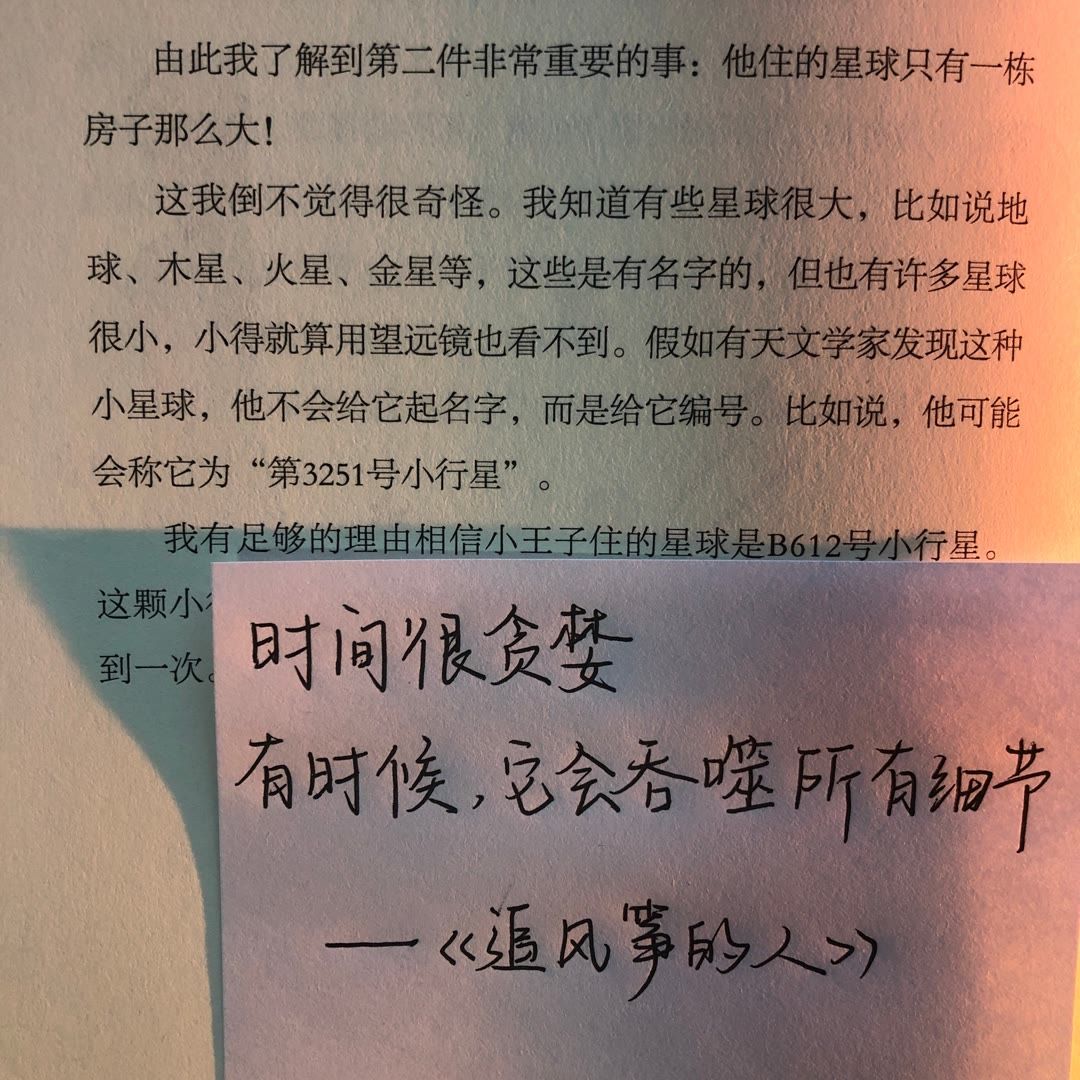 由此我了解到第二件非常重要的事：他住的星球只有一栋
房子那么大！
这我倒不觉得很奇怪。我知道有些星球很大，比如说地
球、木星、火星、金星等，这些是有名字的，但也有许多星球
很小，小得就算用望远镜也看不到。假如有天文学家发现这种
小星球，他不会给它起名字，而是给它编号。比如说，他可能
会称它为“第3251号小行星”。
我有足够的理由相信小王子住的星球是B612号小行星。
这颗小
到一次。
时间很贪婪
有时候，它会吞噬所有细节
——《追风筝的人》